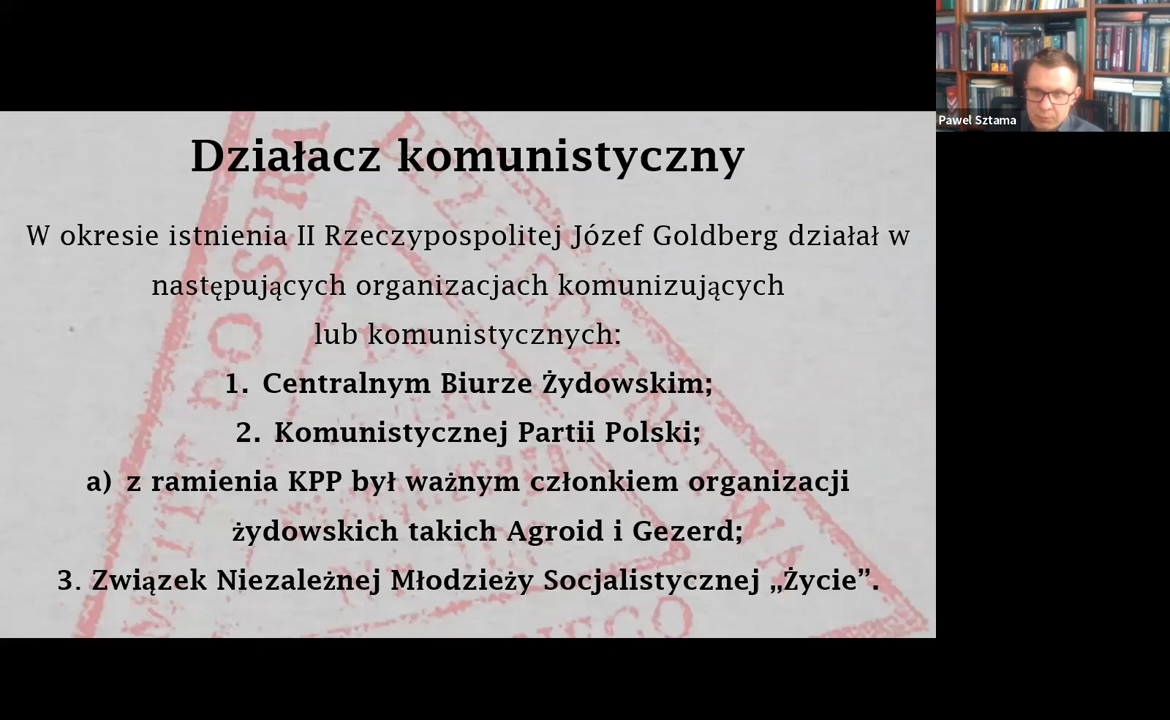 Działacz komunistyczny
W okresie istnienia II Rzeczypospolitej Józef Goldberg działał w
następujących organizacjach komunizujących
lub komunistycznych:
1. Centralnym Biurze Żydowskim;
2. Komunistycznej Partii Polski;
a) z ramienia KPP był ważnym członkiem organizacji
żydowskich takich Agroid i Gezerd;
3. Związek Niezależnej Młodzieży Socjalistycznej „Życie”.
Pawel Sztama